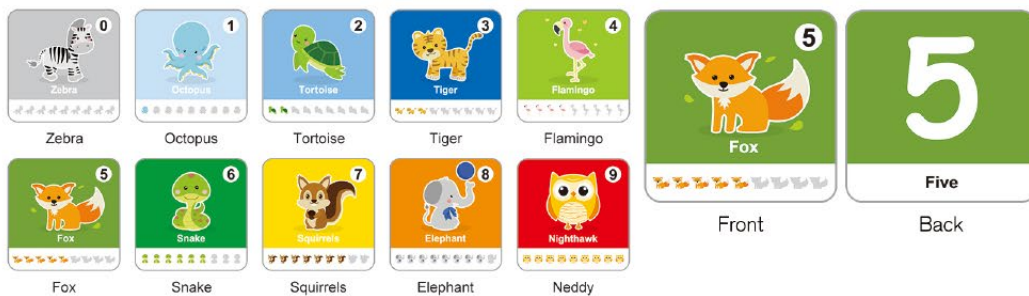 0 1 2 3 4
Zebra Octopus Tortoise Tiger Flamingo
Zebra Octopus Tortoise Tiger Flamingo
5 6 7 8 9
Fox Snake Squirrels Elephant Nighthawk
Fox Snake Squirrels Elephant Neddy
5 5
Fox
Five
Front Back